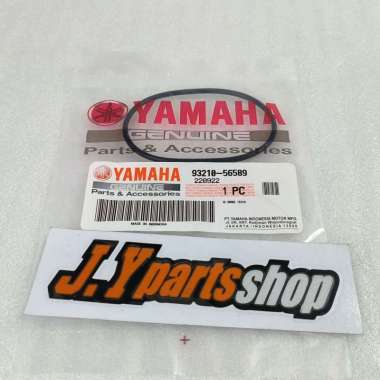 YAMAHA
GENUINE
Parts & Accessories
YAMAHA
GENUINE
Parts & Accessories
93210-56589
220922
1 PC
MADE IN INDONESIA
PT YAMAHA INDONESIA MOTOR MFG.
JAKARTA INDONESIA
J.Y partsshop